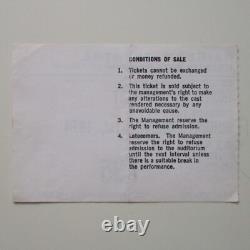 CONDITIONS OF SALE
1. Tickets cannot be exchanged
or money refunded.
2. This ticket is sold subject to
the management's right to make
any alterations to the cast
rendered necessary by any
unavoidable cause.
3. The Management reserve the
right to refuse admission.
4. Latecomers. The Management
reserve the right to refuse
admission to the auditorium
until the next interval unless
there is a suitable break in
the performance.
222 0191